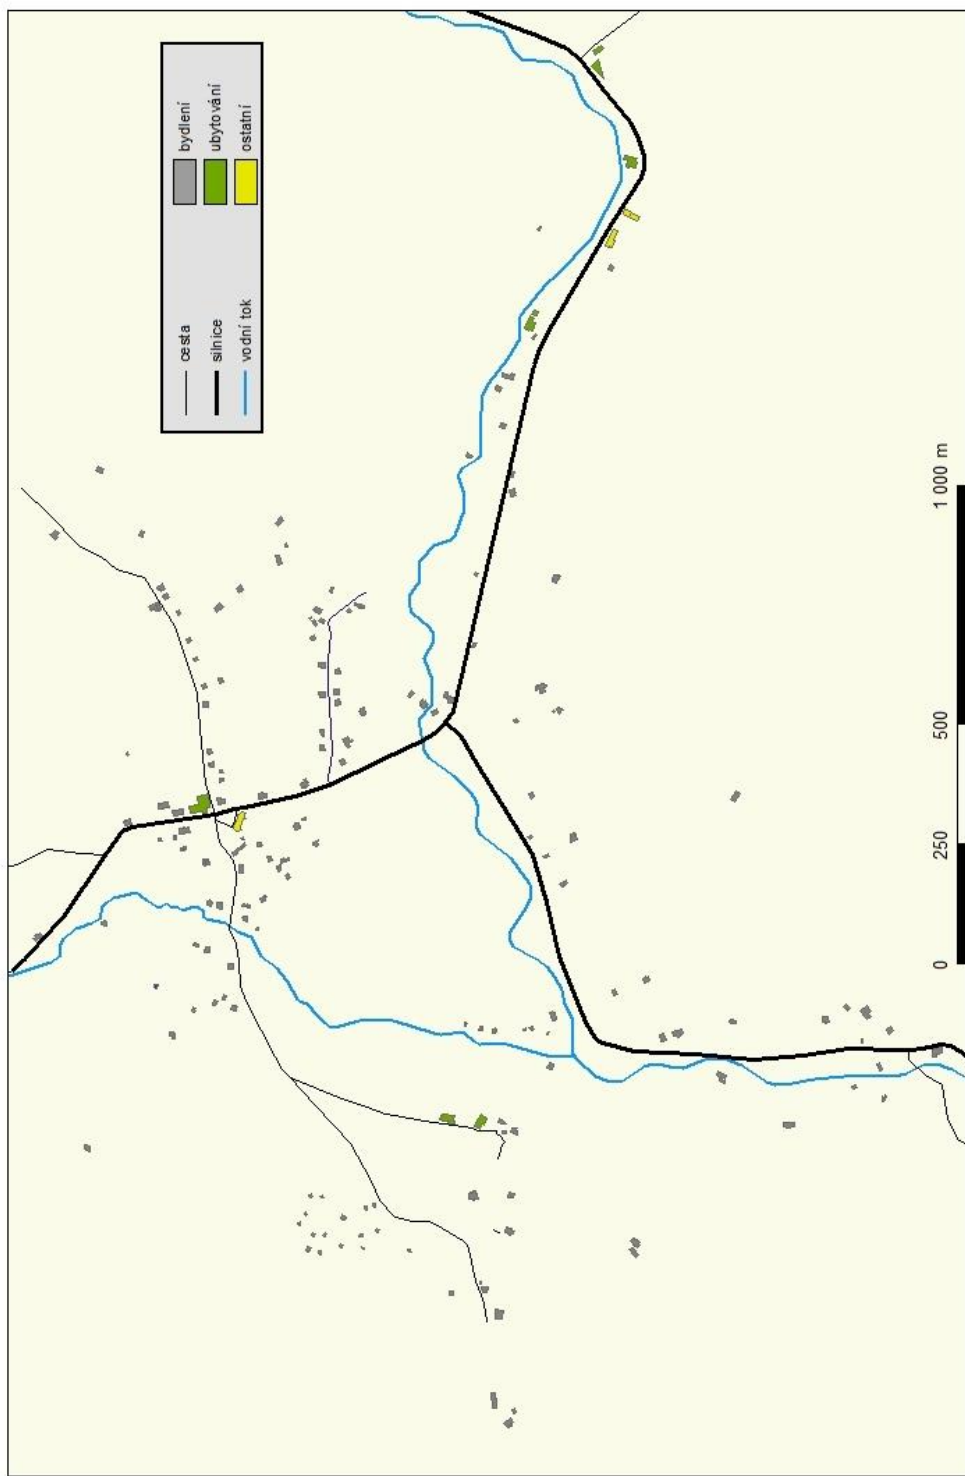 cesta
silnice
vodní tok
bydlení
ubytování
ostatní
0 250 500 1 000 m